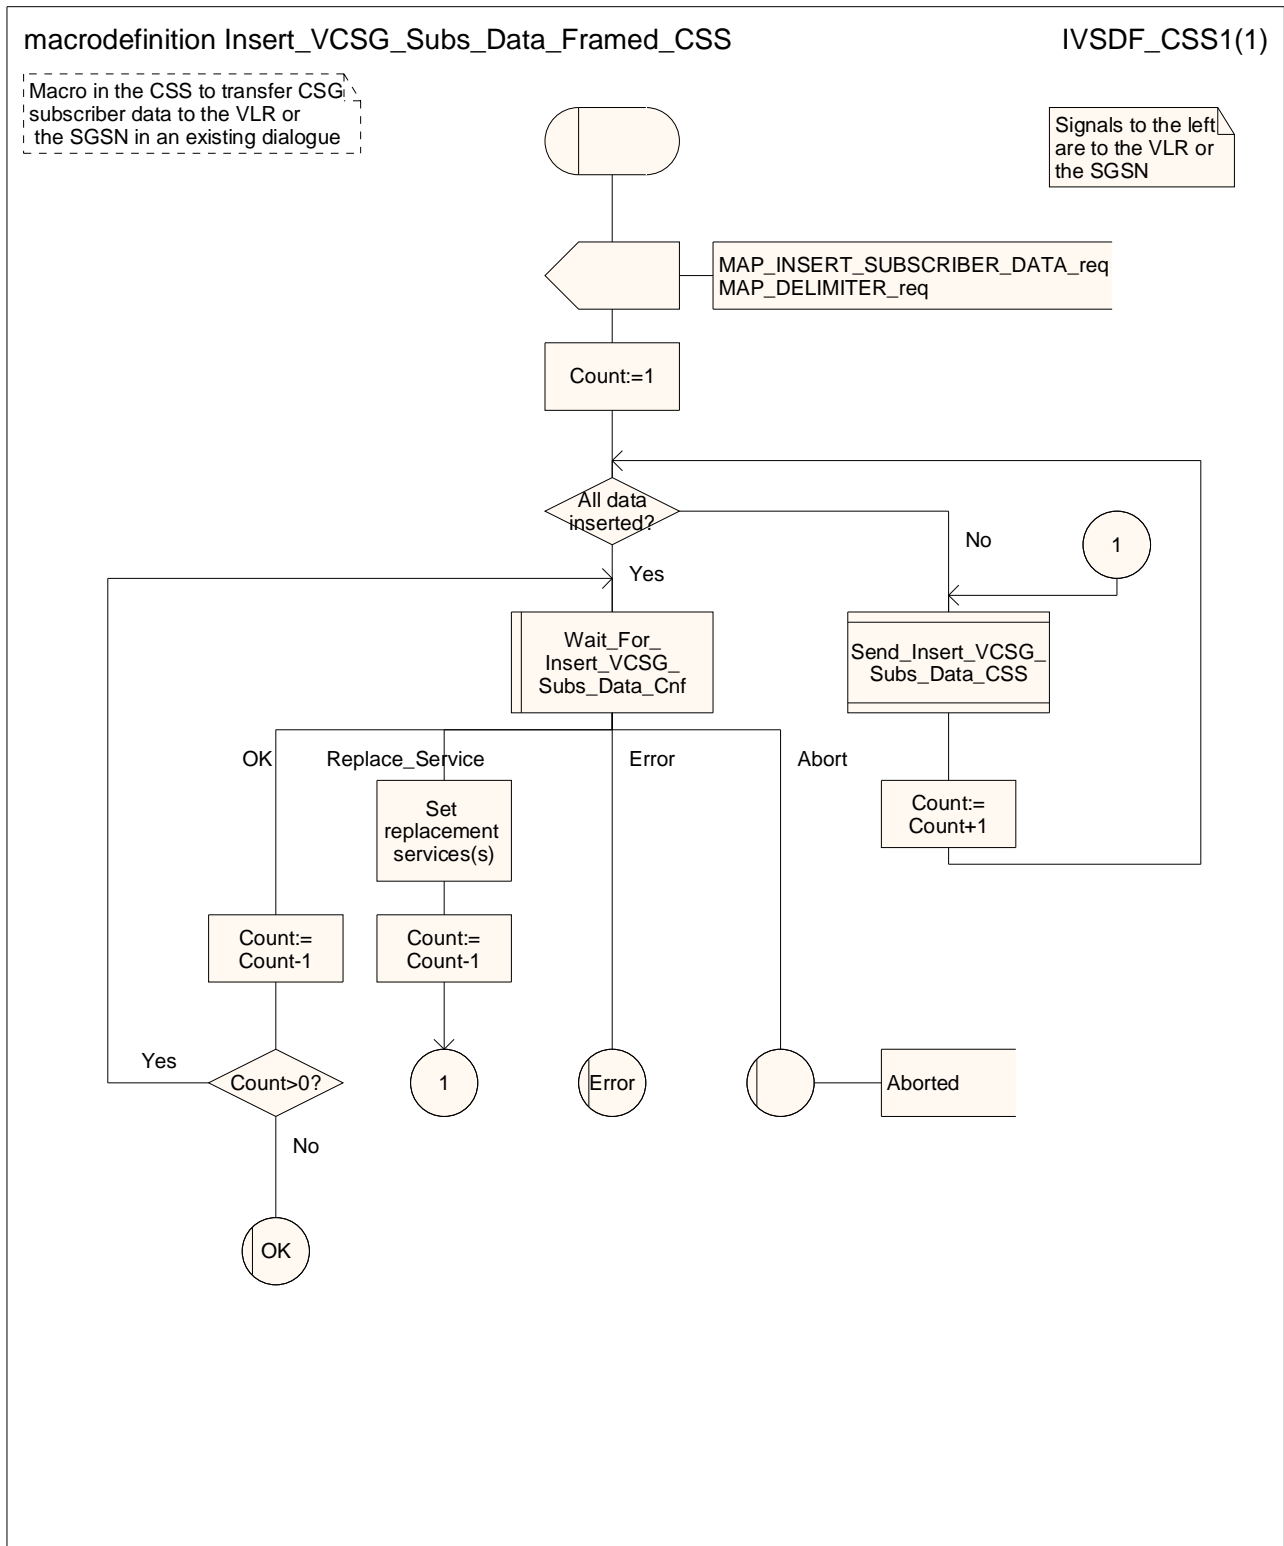 macrodefinition Insert_VCSG_Subs_Data_Framed_CSS
IVSDF_CSS1(1)
Macro in the CSS to transfer CSG
subscriber data to the VLR or
the SGSN in an existing dialogue
Signals to the left
are to the VLR or
the SGSN
MAP_INSERT_SUBSCRIBER_DATA_req
MAP_DELIMITER_req
Count:=1
All data
inserted?
No
1
Yes
Wait_For_
Insert_VCSG_
Subs_Data_Cnf
Send_Insert_VCSG_
Subs_Data_CSS
OK
Replace_Service
Error
Abort
Set
replacement
services(s)
Count:=
Count+1
Count:=
Count-1
Count:=
Count-1
Yes
Count>0?
1
Error
Aborted
No
OK